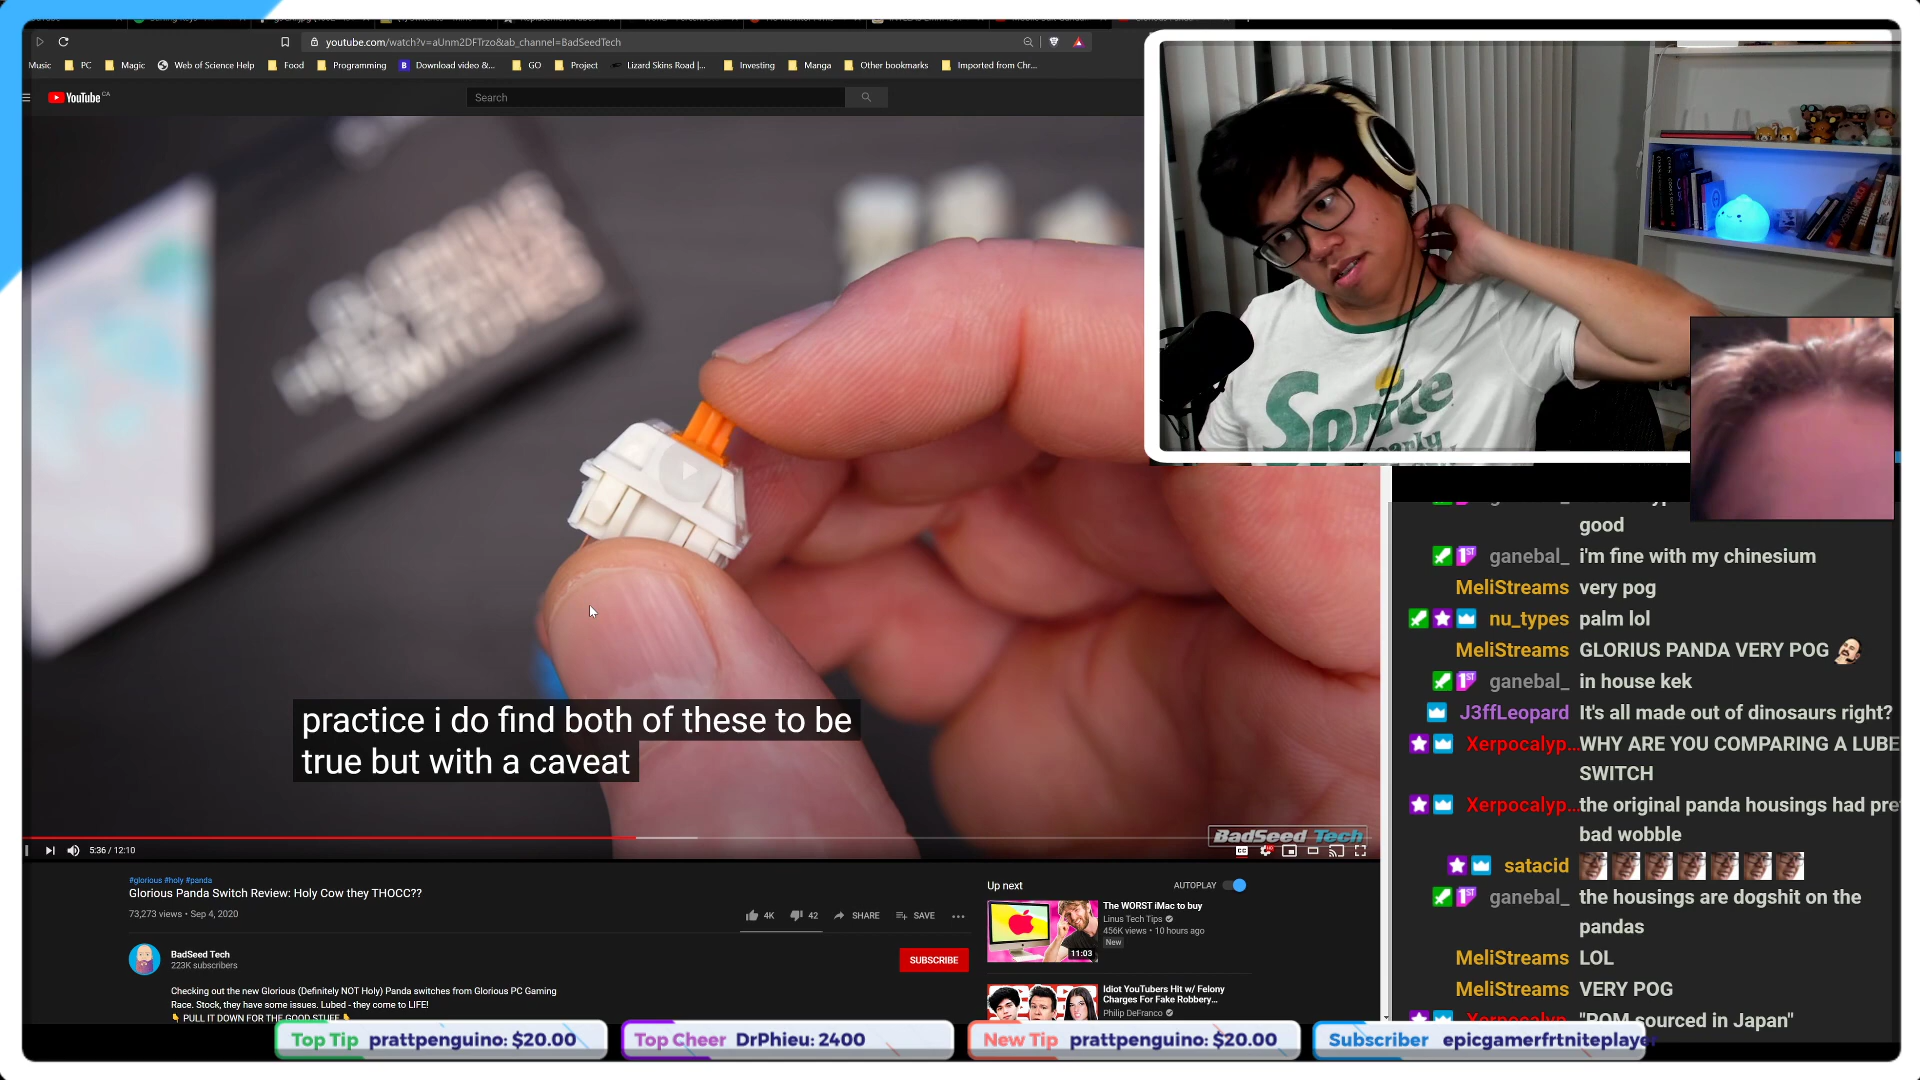 youtube.com/watch?v=aUnm2DFTrzo&ab_channel=BadSeedTech
Music PC Magic Web of Science Help Food Programming Download video &... GO Project Lizard Skins Road |... Investing Manga Other bookmarks Imported from Chr...
YouTube CA
Search
Sprite
good
ganebal_ i'm fine with my chinesium
MeliStreams very pog
nu_types palm lol
MeliStreams GLORIUS PANDA VERY POG
ganebal_ in house kek
J3ffLeopard It's all made out of dinosaurs right?
Xerpocalyp... WHY ARE YOU COMPARING A LUBE
SWITCH
Xerpocalyp... the original panda housings had pre
bad wobble
satacid
ganebal_ the housings are dogshit on the
pandas
MeliStreams LOL
MeliStreams VERY POG
"POM sourced in Japan"
practice i do find both of these to be
true but with a caveat
BadSeed Tech
5:36 / 12:10
#glorious #holy #panda
Glorious Panda Switch Review: Holy Cow they THOCC??
73,273 views • Sep 4, 2020
4K 42 SHARE SAVE
BadSeed Tech
223K subscribers
SUBSCRIBE
Checking out the new Glorious (Definitely NOT Holy) Panda switches from Glorious PC Gaming
Race. Stock, they have some issues. Lubed - they come to LIFE!
PULL IT DOWN FOR THE GOOD STUFF
Up next AUTOPLAY
The WORST iMac to buy
Linus Tech Tips
456K views • 10 hours ago
New
11:03
Idiot YouTubers Hit w/ Felony
Charges For Fake Robbery...
Philip DeFranco
Top Tip prattpenguino: $20.00
Top Cheer DrPhieu: 2400
New Tip prattpenguino: $20.00
Subscriber epicgamerfrtniteplayer